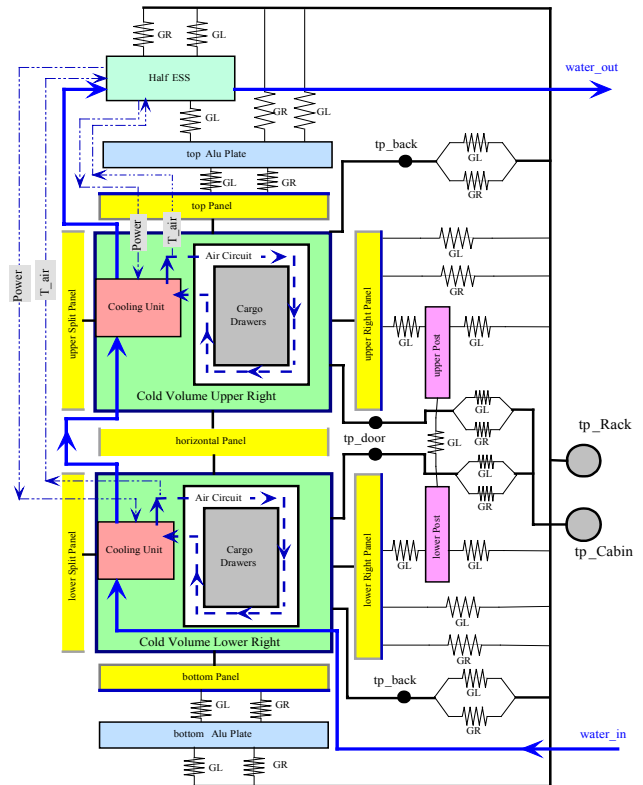 GR
GL
water_out
Half ESS
GL
GR
GL
tp_back
GL
GR
top Alu Plate
GL
GR
top Panel
Power
T_air
GL
GR
Power
T_air
Air Circuit
Cooling Unit
Cargo
Drawers
upper Split Panel
upper Right Panel
GL
upper Post
GL
Cold Volume Upper Right
GL
GR
tp_Rack
tp_door
GL
horizontal Panel
GL
GR
Air Circuit
Cooling Unit
Cargo
Drawers
lower Split Panel
lower Right Panel
GL
lower Post
GL
tp_Cabin
GL
Cold Volume Lower Right
GR
bottom Panel
tp_back
GL
GL
GR
GR
bottom Alu Plate
water_in
GL
GR